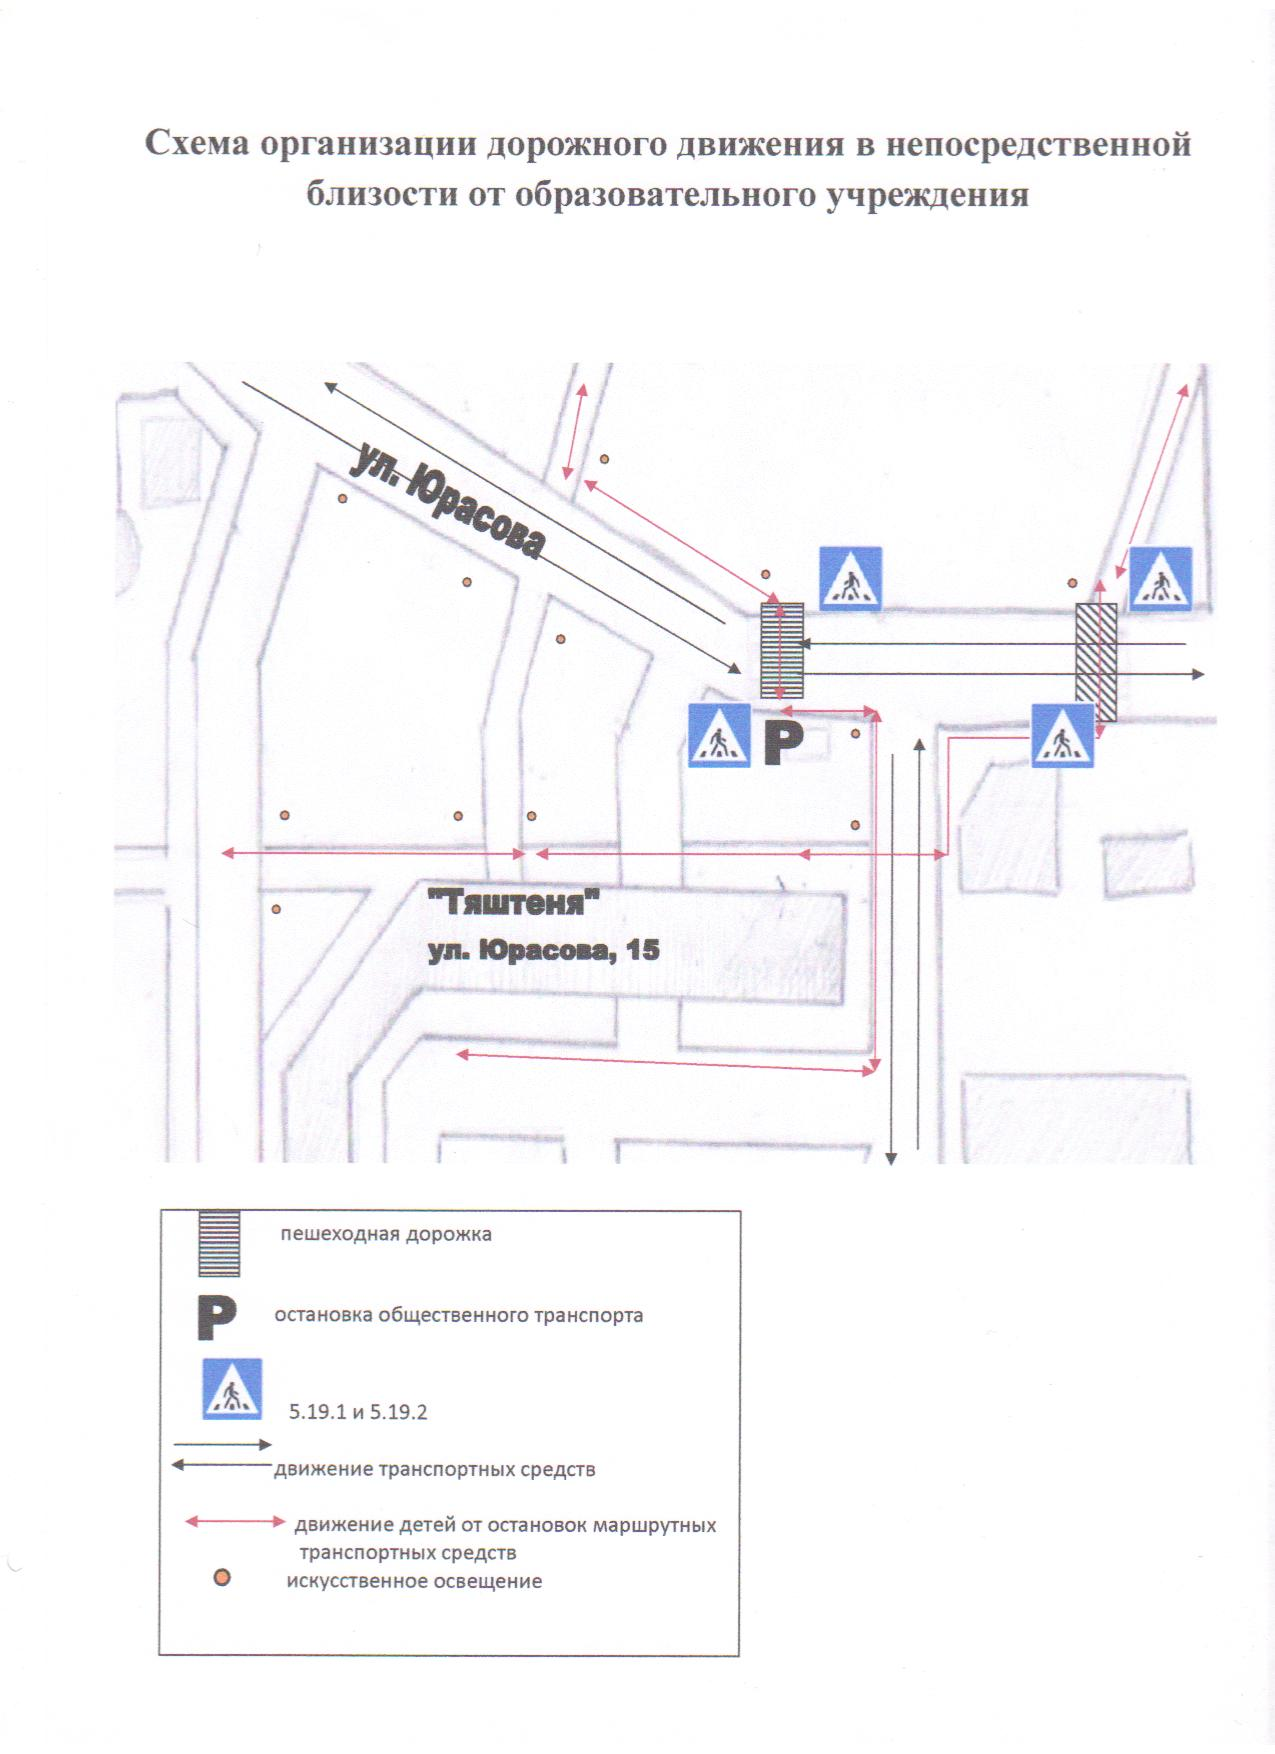 Схема организации дорожного движения в непосредственной
близости от образовательного учреждения
ул. Юрасова
Р
"Тяштеня"
ул. Юрасова, 15
пешеходная дорожка
Р
остановка общественного транспорта
5.19.1 и 5.19.2
движение транспортных средств
движение детей от остановок маршрутных
транспортных средств
искусственное освещение